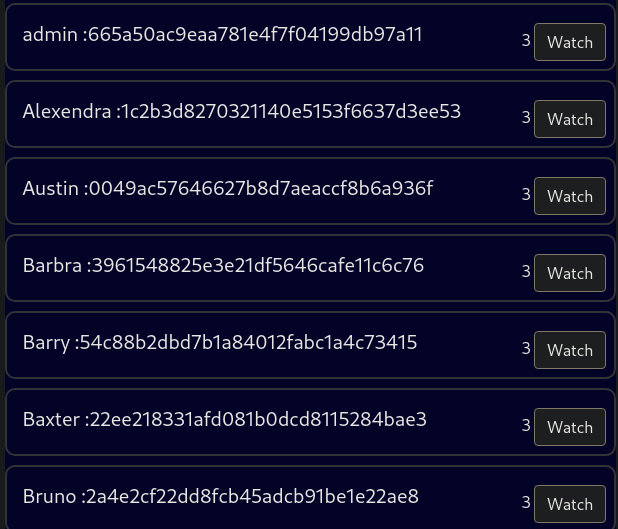 admin :665a50ac9eaa781e4f7f04199db97a11 3 Watch
Alexendra :1c2b3d8270321140e5153f6637d3ee53 3 Watch
Austin :0049ac57646627b8d7aeaccf8b6a936f 3 Watch
Barbra :3961548825e3e21df5646cafe11c6c76 3 Watch
Barry :54c88b2dbd7b1a84012fabc1a4c73415 3 Watch
Baxter :22ee218331afd081b0dcd8115284bae3 3 Watch
Bruno :2a4e2cf22dd8fcb45adcb91be1e22ae8 3 Watch